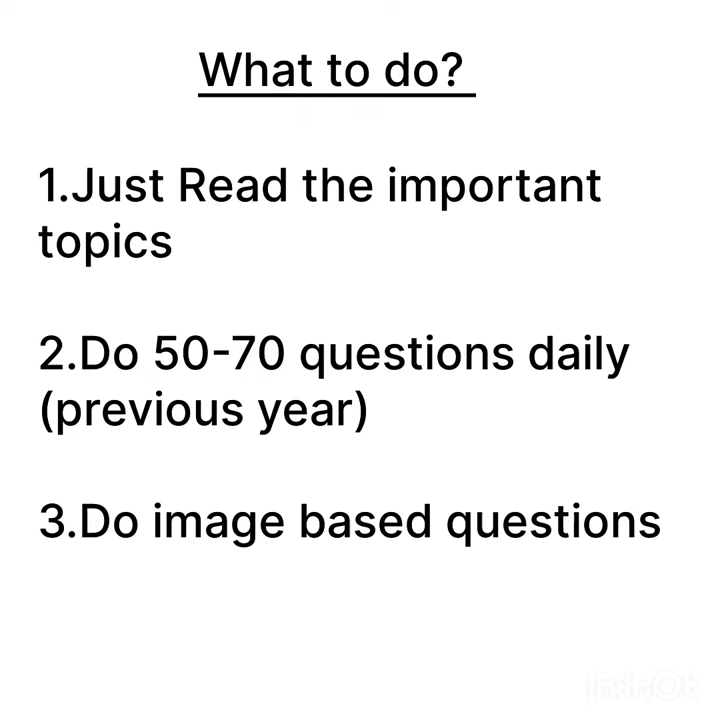 What to do?
1.Just Read the important
topics
2.Do 50-70 questions daily
(previous year)
3.Do image based questions
InShOt